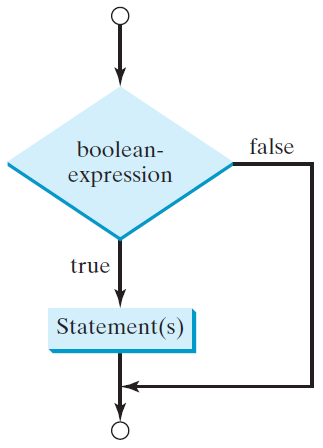 boolean-
expression
false
true
Statement(s)